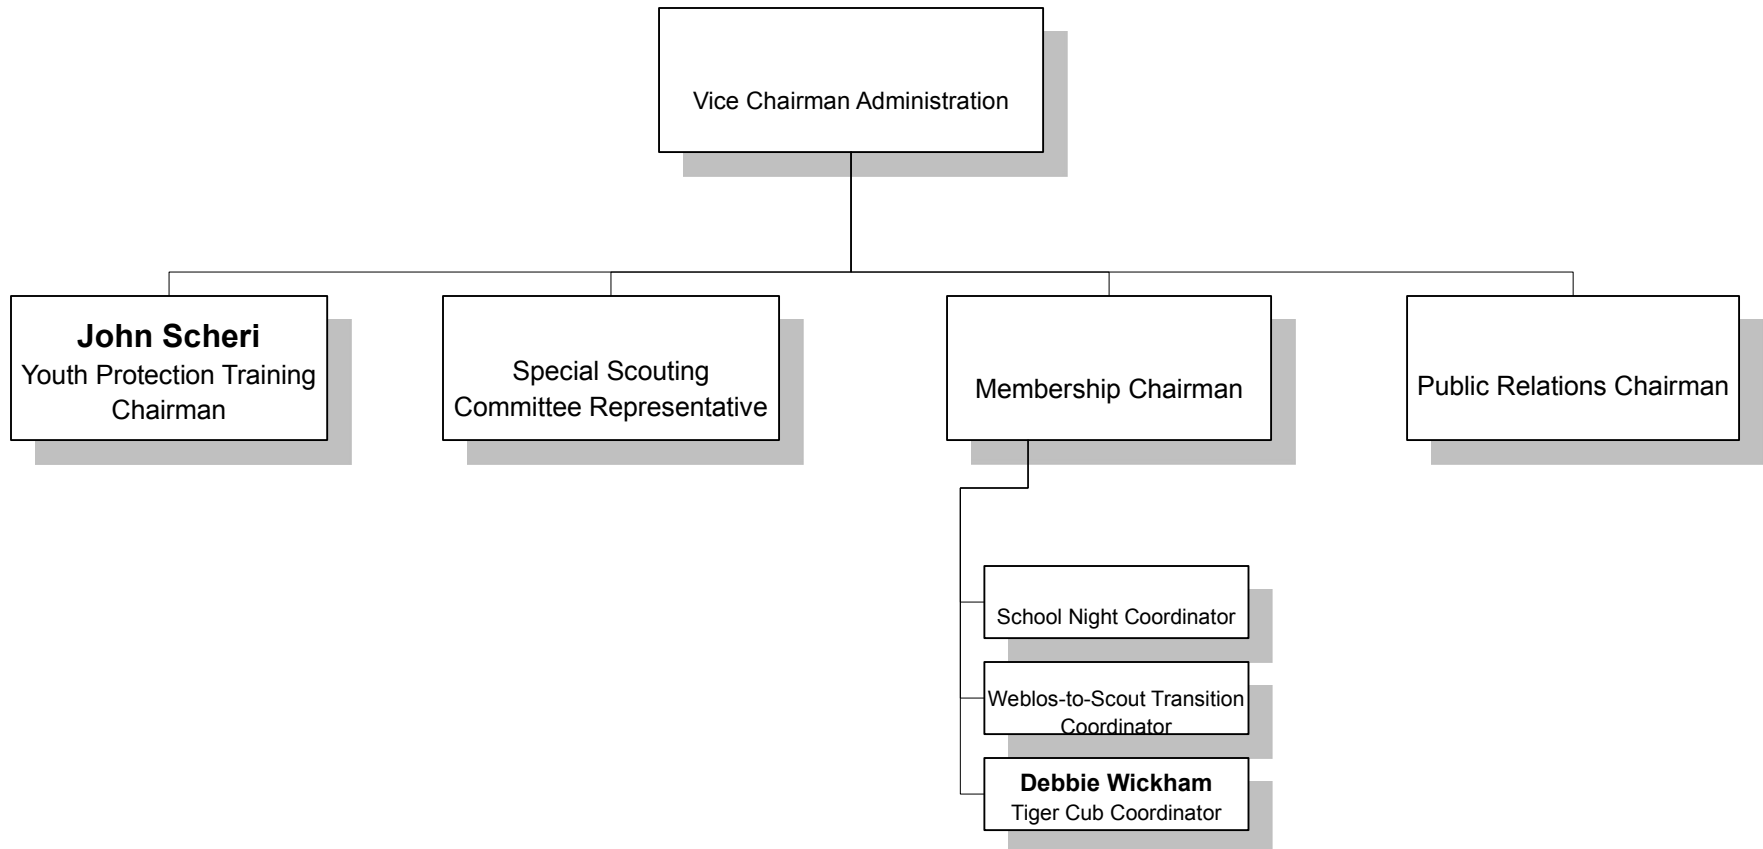 Vice Chairman Administration
John Scheri
Youth Protection Training
Chairman
Special Scouting
Committee Representative
Membership Chairman
Public Relations Chairman
School Night Coordinator
Weblos-to-Scout Transition
Coordinator
Debbie Wickham
Tiger Cub Coordinator